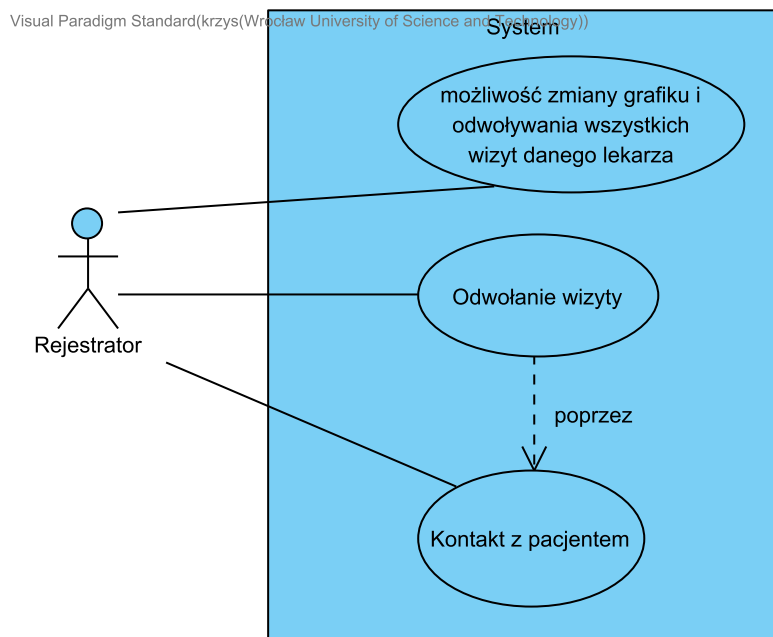 Visual Paradigm Standard(krzys(Wrocław University of Science and Technology))
System
możliwość zmiany grafiku i
odwoływania wszystkich
wizyt danego lekarza
Odwołanie wizyty
Rejestrator
poprzez
Kontakt z pacjentem